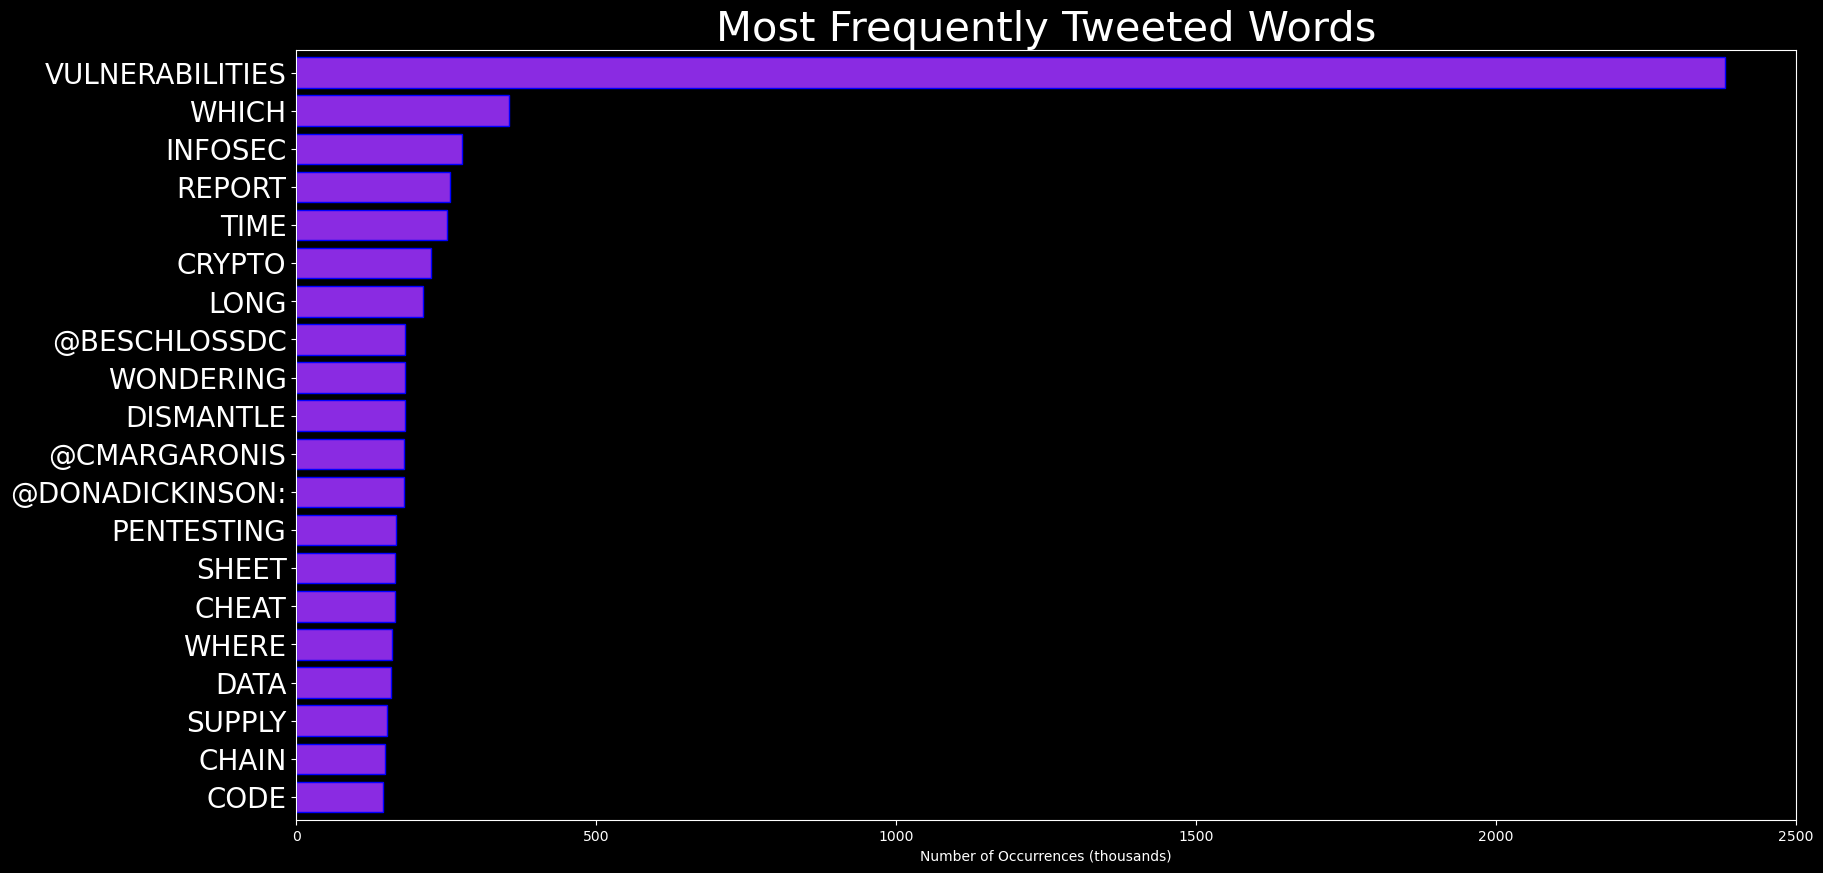 Most Frequently Tweeted Words
VULNERABILITIES
WHICH
INFOSEC
REPORT
TIME
CRYPTO
LONG
@BESCHLOSSDC
WONDERING
DISMANTLE
@CMARGARONIS
@DONADICKINSON:
PENTESTING
SHEET
CHEAT
WHERE
DATA
SUPPLY
CHAIN
CODE
0 500 1000 1500 2000 2500
Number of Occurrences (thousands)